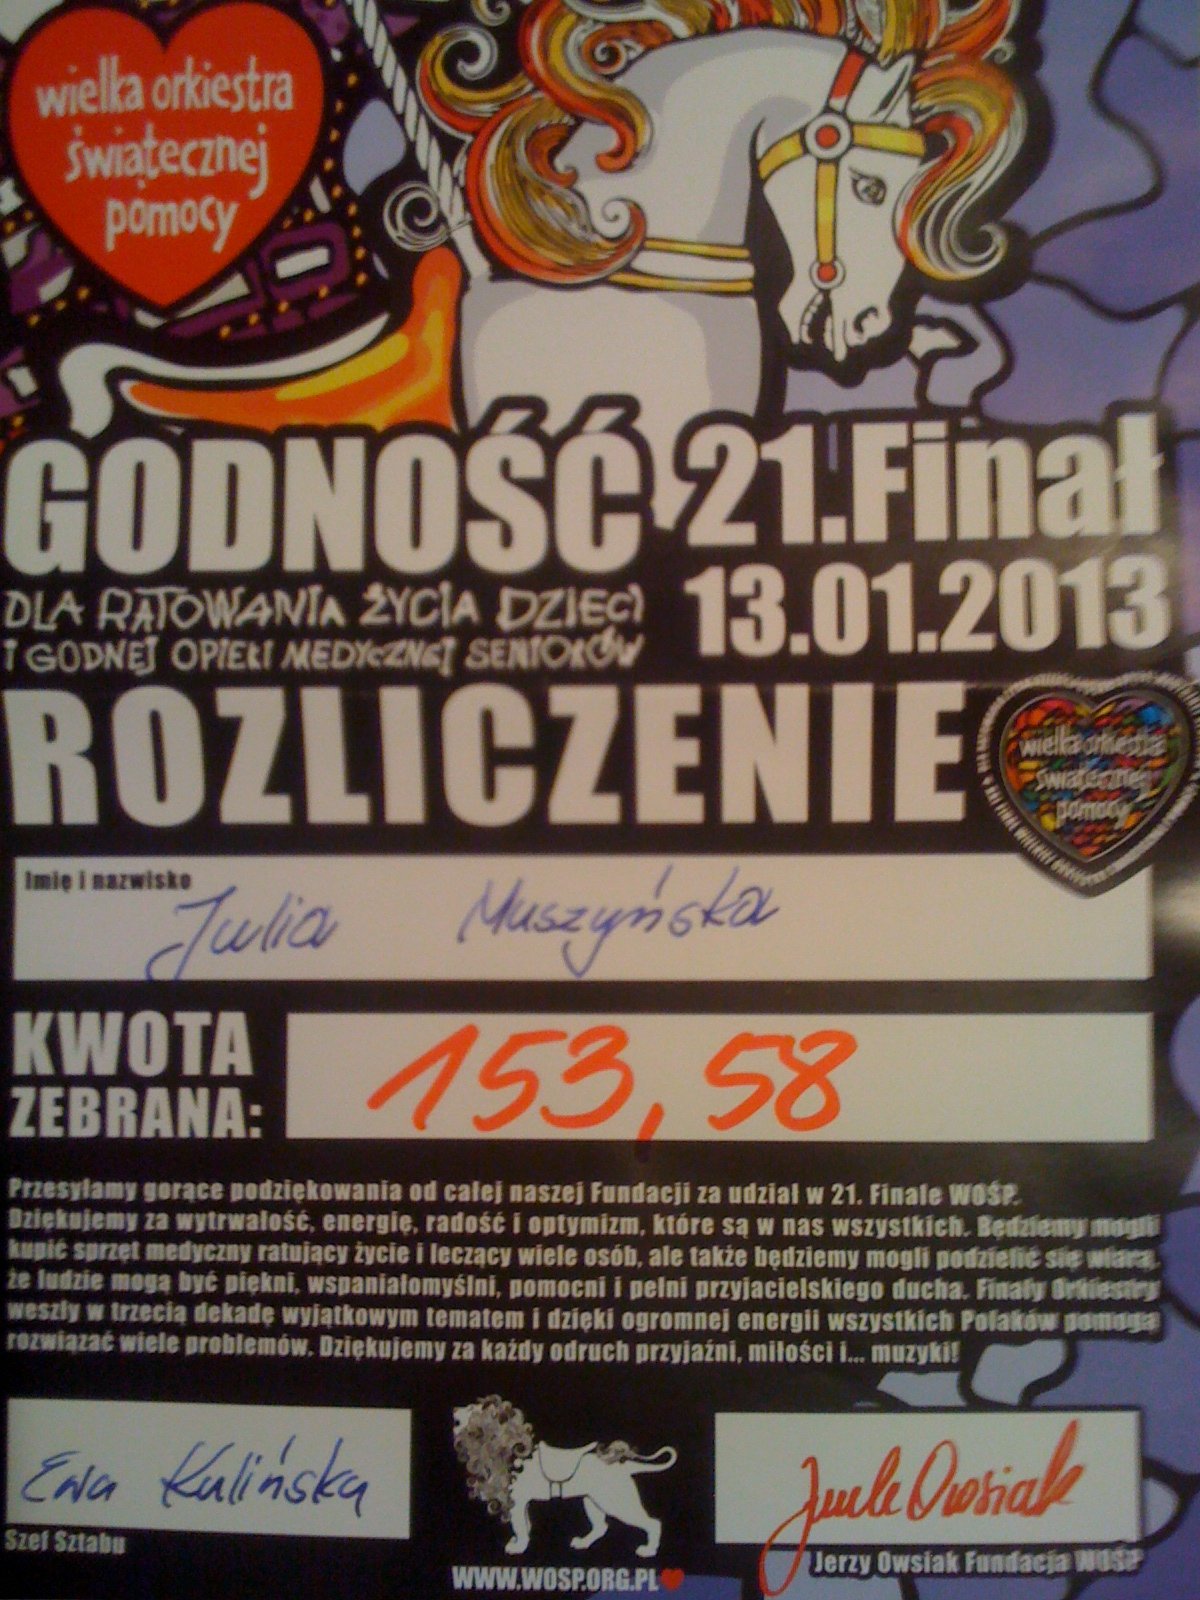 wielka orkiestra
świątecznej
pomocy
GODNOŚĆ
21.Finał
DLA RATOWANIA ŻYCIA DZIECI
I GODNEJ OPIEKI MEDYCZNEJ SENIORÓW
13.01.2013
ROZLICZENIE
wielka orkiestra
świątecznej
pomocy
Imię i nazwisko
Julia Muszyńska
KWOTA
ZEBRANA:
153,58
Przesyłamy gorące podziękowania od całej naszej Fundacji za udział w 21. Finale WOŚP.
Dziękujemy za wytrwałość, energię, radość i optymizm, które są w nas wszystkich. Będziemy mogli
kupić sprzęt medyczny ratujący życie i leczący wiele osób, ale także będziemy mogli podzielić się wiarą,
że ludzie mogą być piękni, wspaniałomyślni, pomocni i pełni przyjacielskiego ducha. Finały Orkiestry
weszły w trzecią dekadę wyjątkowym tematem i dzięki ogromnej energii wszystkich Polaków pomogą
rozwiązać wiele problemów. Dziękujemy za każdy odruch przyjaźni, miłości i... muzyki!
Ewa Kulińska
Szef Sztabu
WWW.WOSP.ORG.PL
Jurek Owsiak
Jerzy Owsiak Fundacja WOŚP